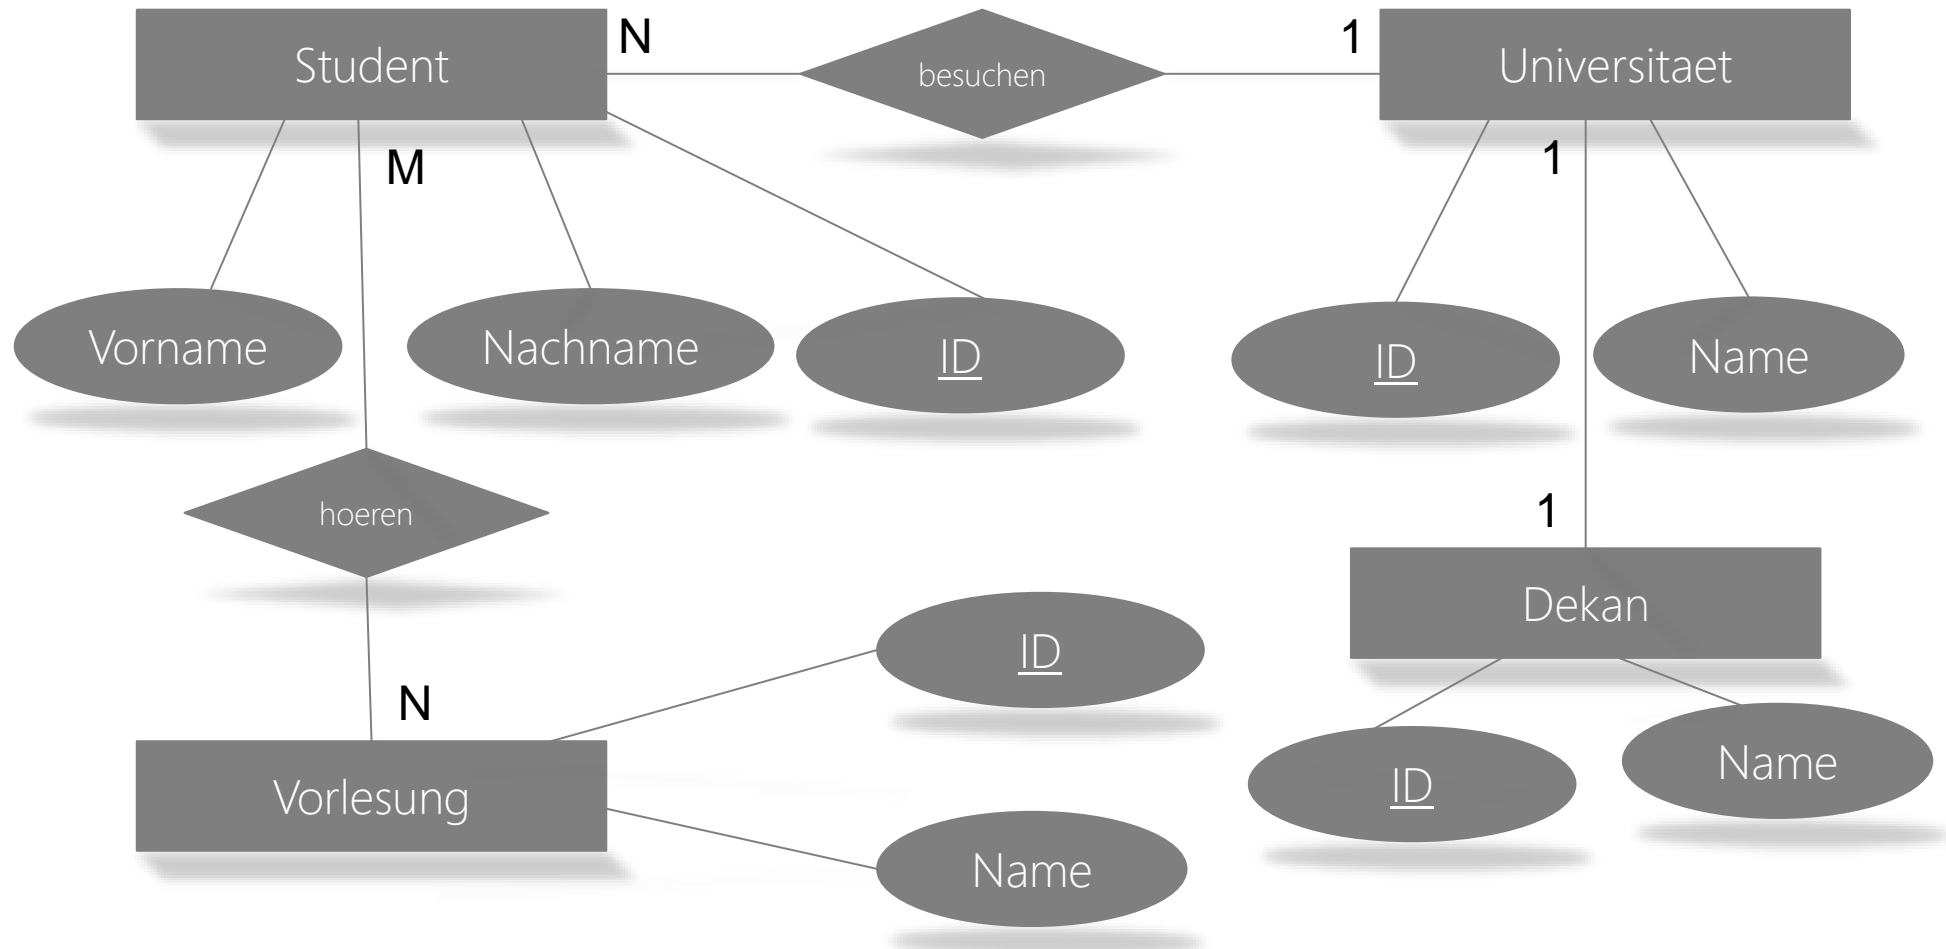 Student
N
besuchen
1
Universitaet
M
1
Vorname
Nachname
ID
ID
Name
hoeren
1
Dekan
ID
N
Vorlesung
Name
ID
Name